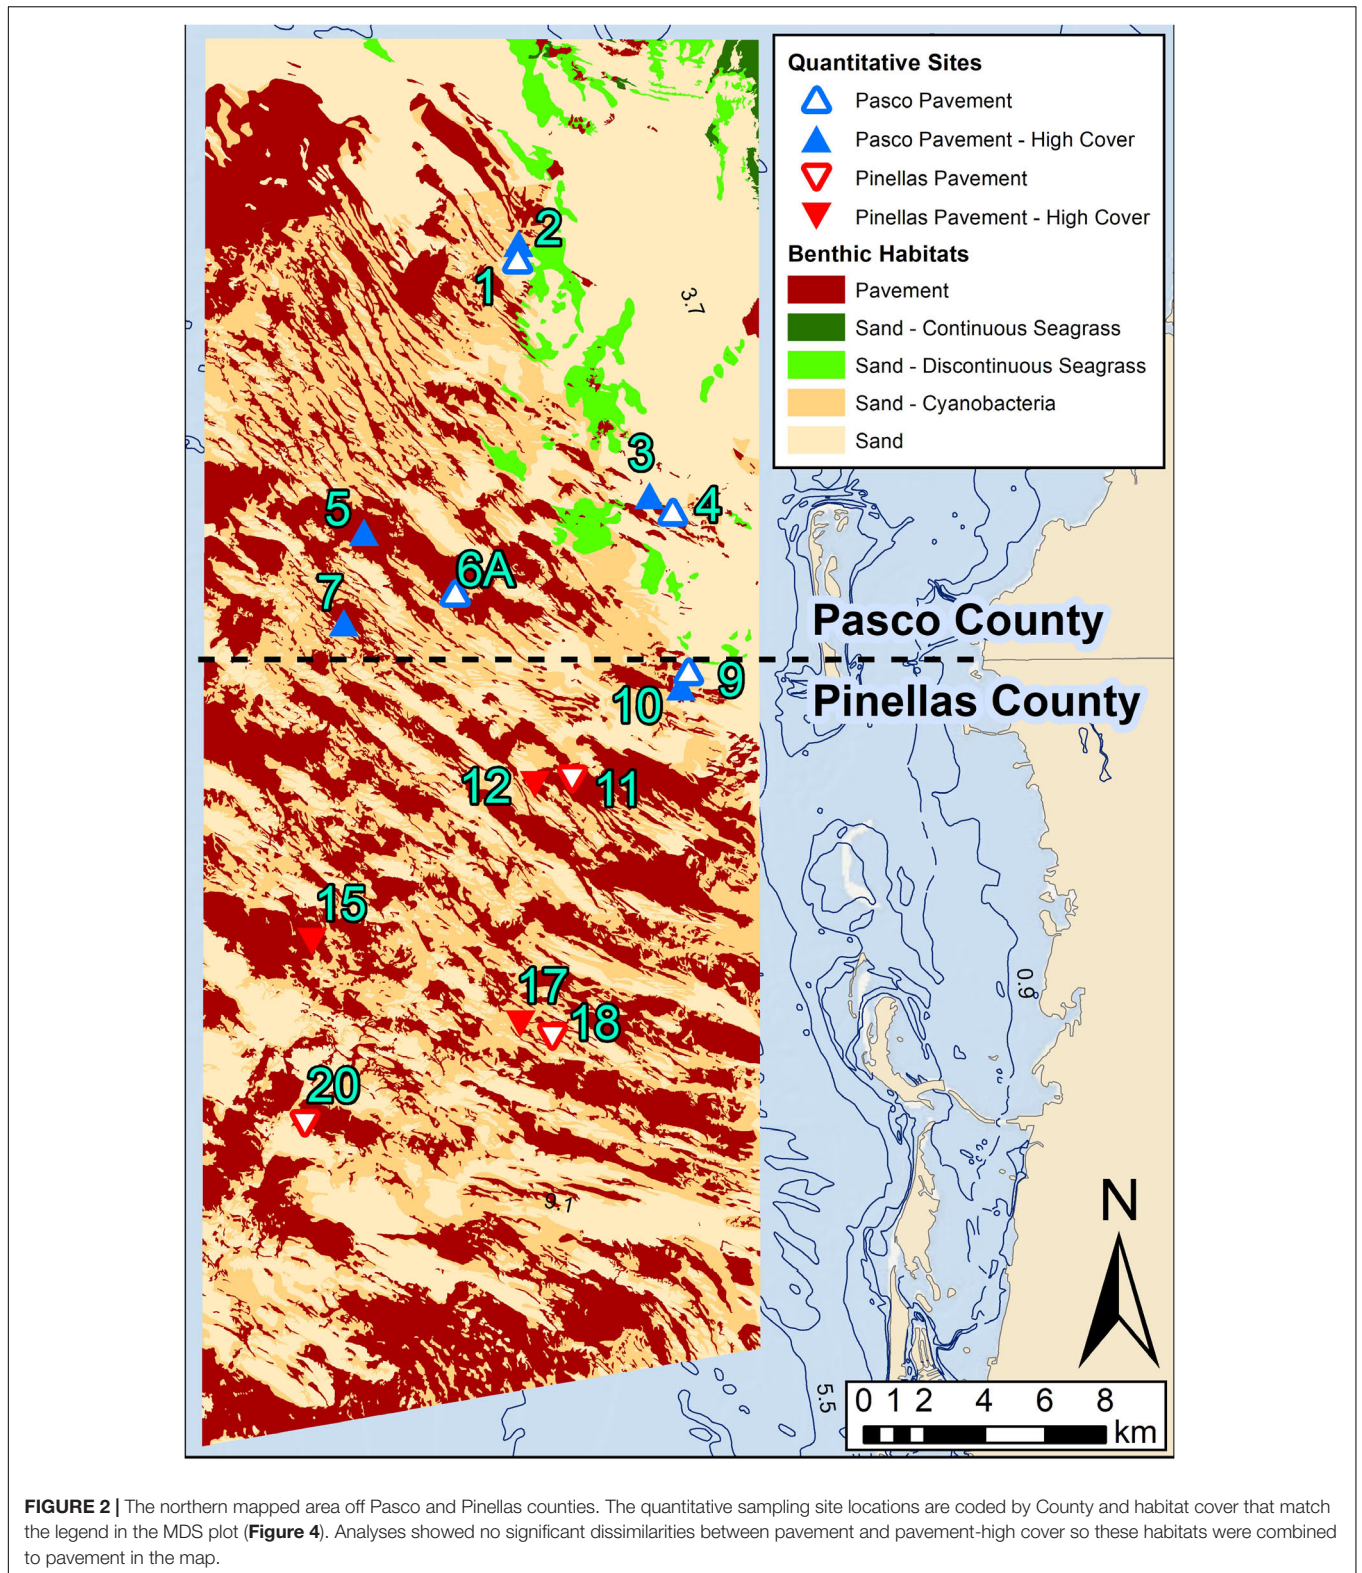 Quantitative Sites
Pasco Pavement
Pasco Pavement - High Cover
Pinellas Pavement
Pinellas Pavement - High Cover
Benthic Habitats
Pavement
Sand - Continuous Seagrass
Sand - Discontinuous Seagrass
Sand - Cyanobacteria
Sand
2
1
3.7
3
4
5
6A
7
Pasco County
9
10
Pinellas County
12
11
15
0.9
17
18
20
9.1
N
5.5
0 1 2 4 6 8
km
FIGURE 2 | The northern mapped area off Pasco and Pinellas counties. The quantitative sampling site locations are coded by County and habitat cover that match
the legend in the MDS plot (Figure 4). Analyses showed no significant dissimilarities between pavement and pavement-high cover so these habitats were combined
to pavement in the map.